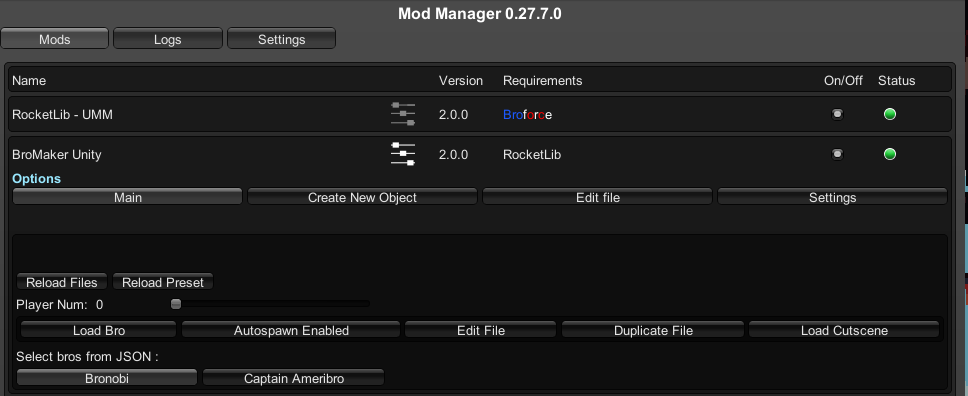 Mod Manager 0.27.7.0
Mods Logs Settings
Name Version Requirements On/Off Status
RocketLib - UMM 2.0.0 Broforce
BroMaker Unity 2.0.0 RocketLib
Options
Main Create New Object Edit file Settings
Reload Files Reload Preset
Player Num: 0
Load Bro Autospawn Enabled Edit File Duplicate File Load Cutscene
Select bros from JSON :
Bronobi Captain Ameribro